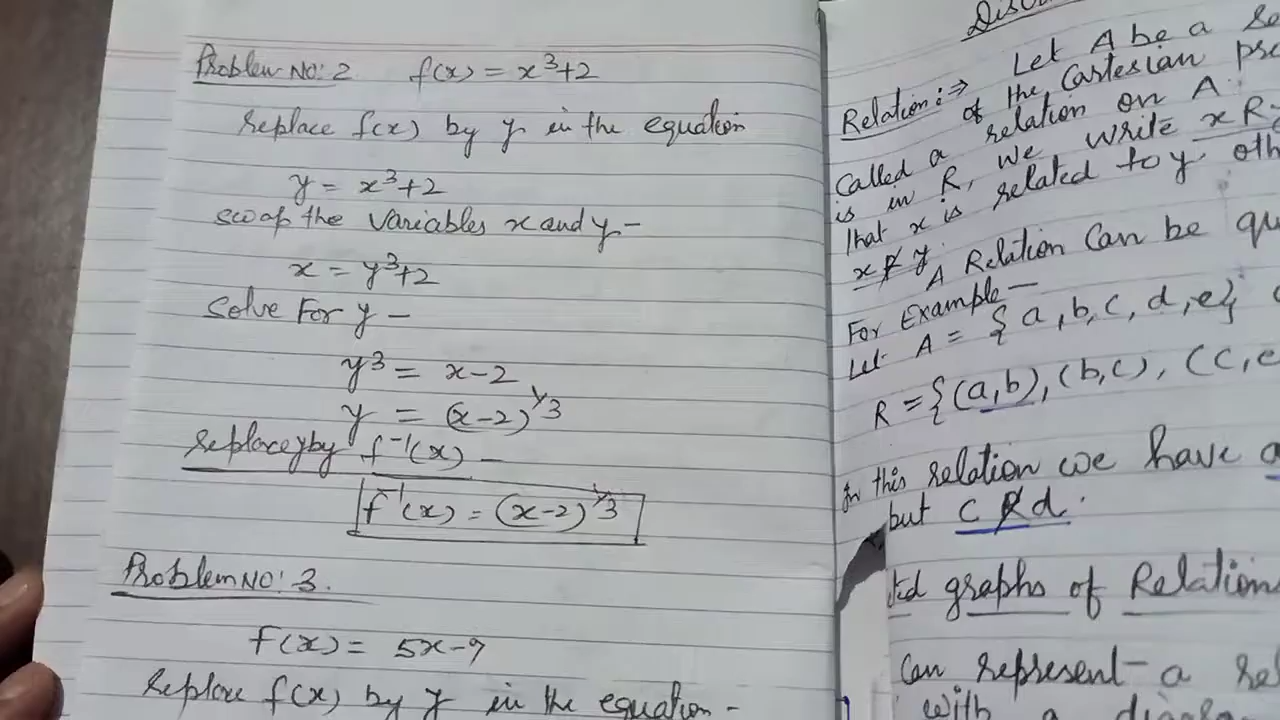 Problem No: 2 f(x) = x³+2
replace f(x) by y in the equation
y = x³+2
swap the variables x and y -
x = y³+2
Solve For y -
y³ = x-2
y = (x-2)^1/3
replace y by f⁻¹(x) -
f⁻¹(x) = (x-2)^1/3
Problem No: 3.
f(x) = 5x-9
replace f(x) by y in the equation -
Relation:⇒ Let A be a
of the Cartesian
Called a relation on A.
is in R, we write x R
that x is related to y
x R̸ y.
A Relation Can be
For Example -
Let A = {a, b, c, d, e}
R = {(a,b), (b,c), (c,
In this relation we have
but c R̸ d.
graphs of Relation
Can represent a
with a